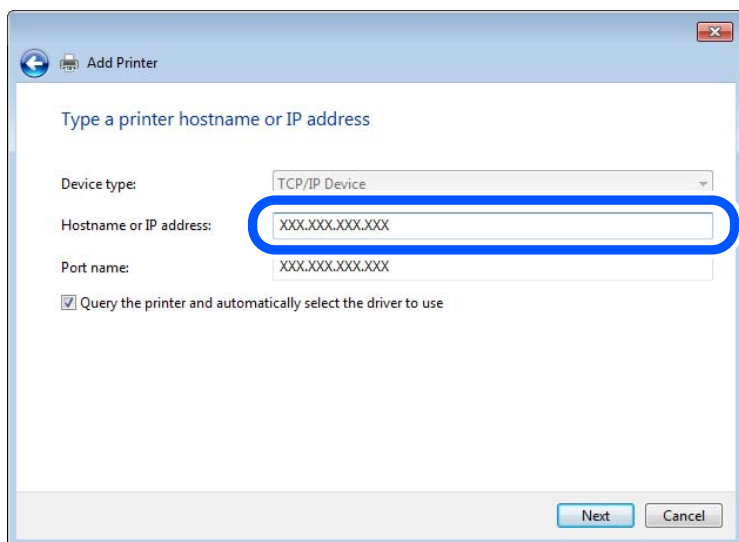 Add Printer
Type a printer hostname or IP address
Device type: TCP/IP Device
Hostname or IP address: XXX.XXX.XXX.XXX
Port name: XXX.XXX.XXX.XXX
Query the printer and automatically select the driver to use
Next Cancel